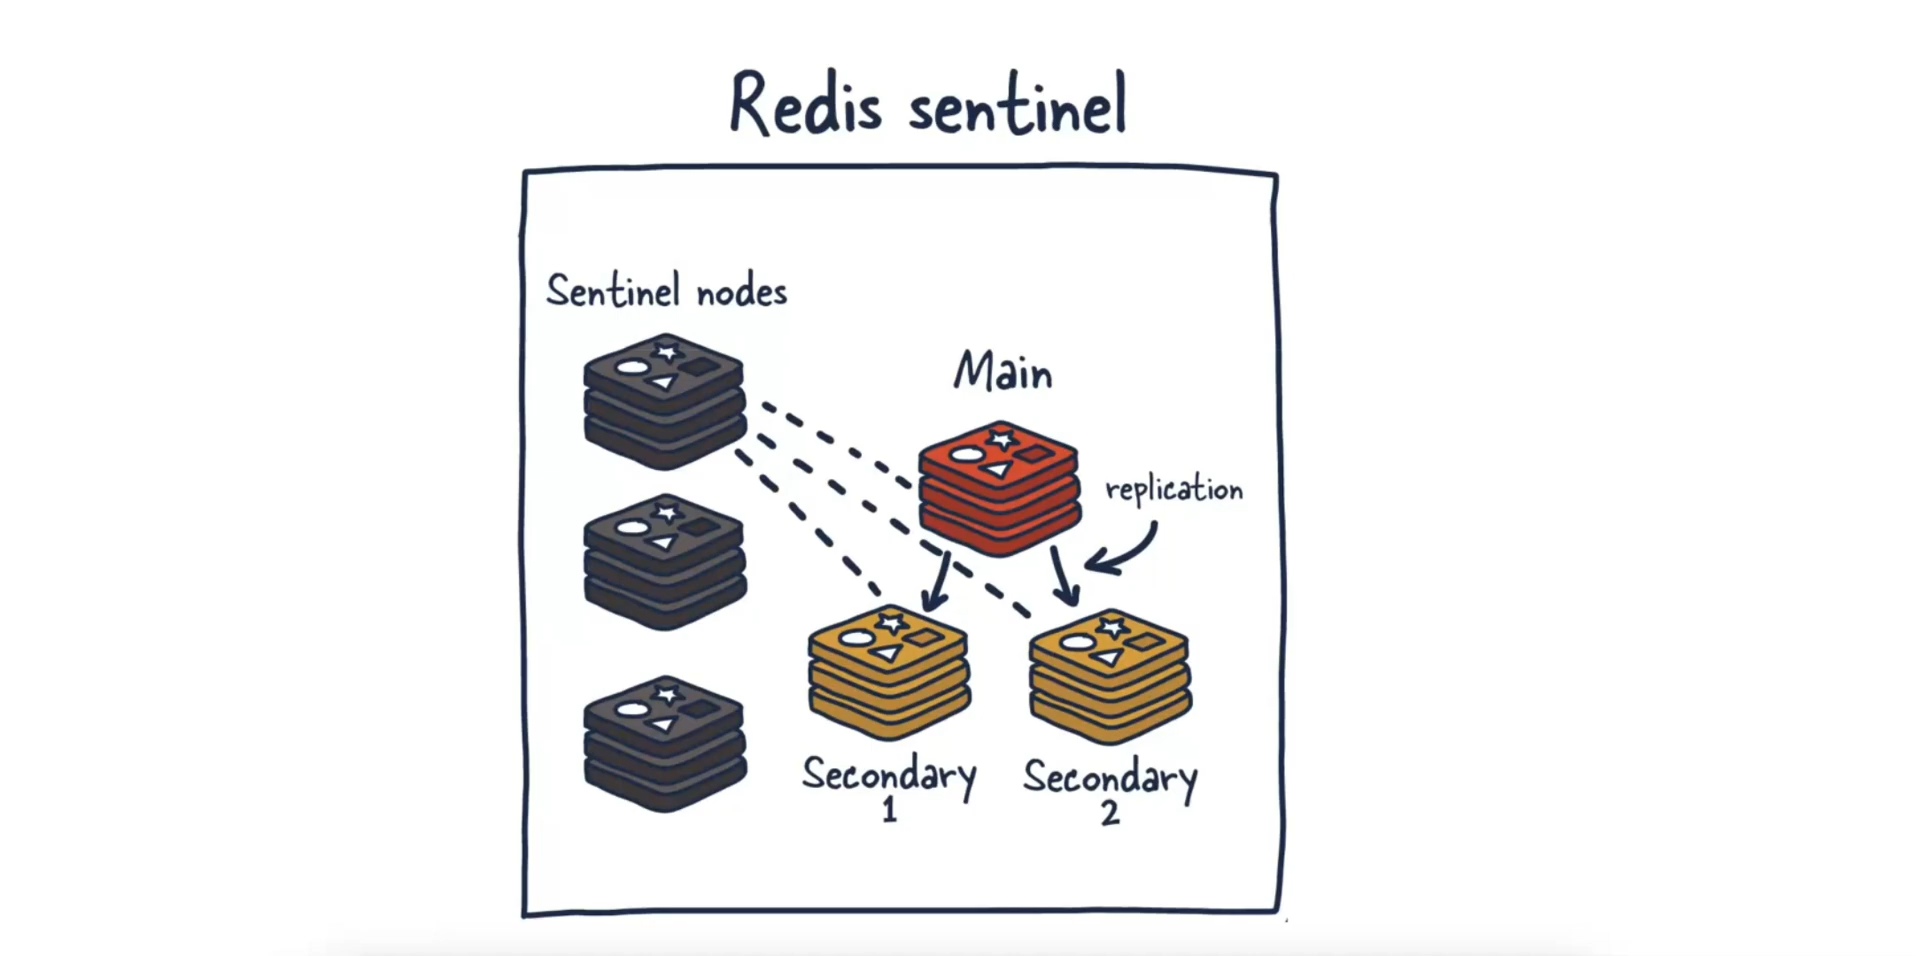 Redis sentinel
Sentinel nodes
Main
replication
Secondary
1
Secondary
2